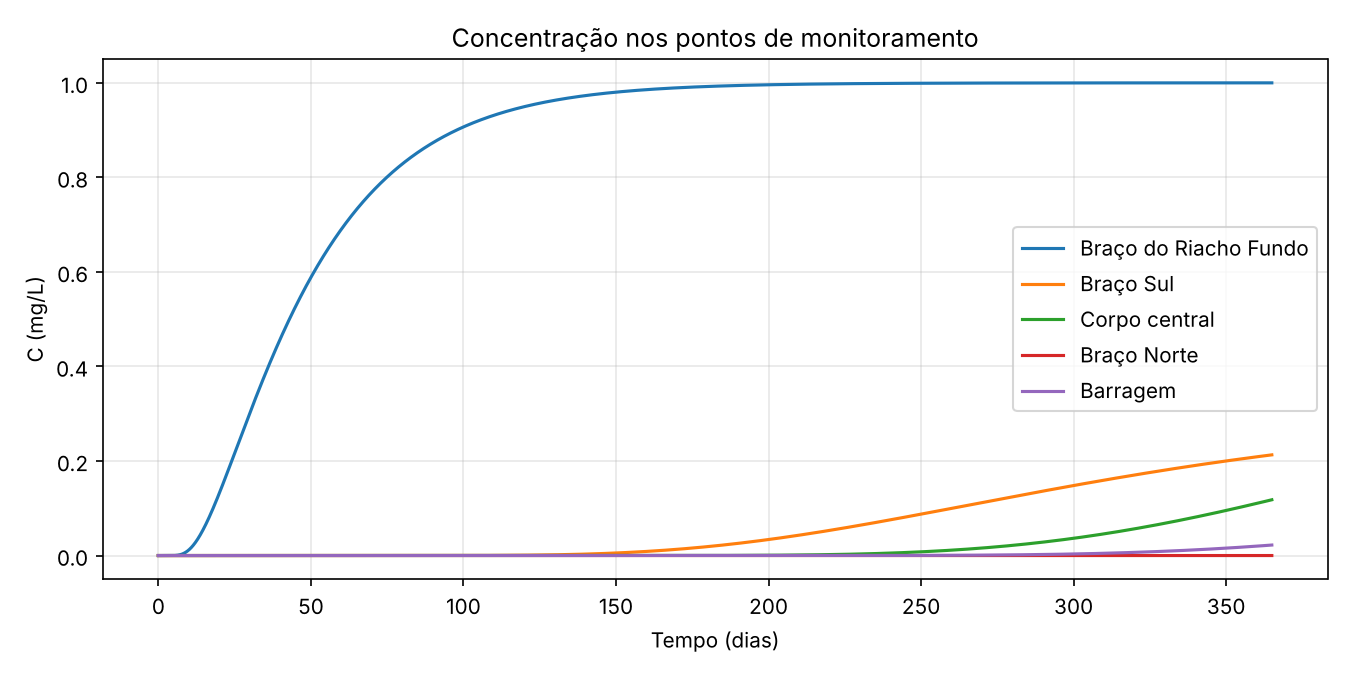 Concentração nos pontos de monitoramento
C (mg/L)
1.0
0.8
0.6
0.4
0.2
0.0
Braço do Riacho Fundo
Braço Sul
Corpo central
Braço Norte
Barragem
0 50 100 150 200 250 300 350
Tempo (dias)